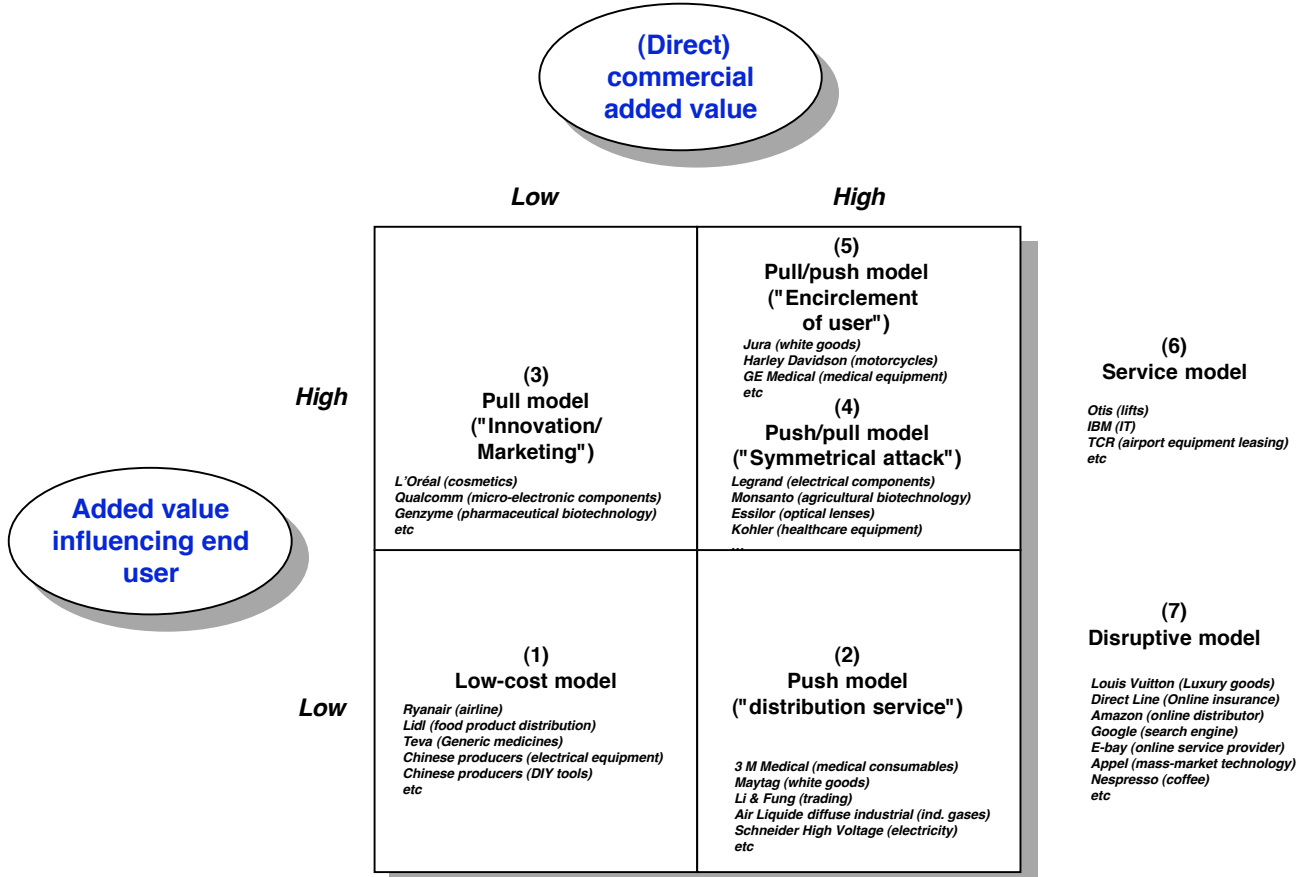 (Direct)
commercial
added value
Low
High
(5)
Pull/push model
("Encirclement
of user")
Jura (white goods)
Harley Davidson (motorcycles)
GE Medical (medical equipment)
etc
(6)
Service model
Otis (lifts)
IBM (IT)
TCR (airport equipment leasing)
etc
High
(3)
Pull model
("Innovation/
Marketing")
L'Oréal (cosmetics)
Qualcomm (micro-electronic components)
Genzyme (pharmaceutical biotechnology)
etc
(4)
Push/pull model
("Symmetrical attack")
Legrand (electrical components)
Monsanto (agricultural biotechnology)
Essilor (optical lenses)
Kohler (healthcare equipment)
...
Added value
influencing end
user
(1)
Low-cost model
Low
Ryanair (airline)
Lidl (food product distribution)
Teva (Generic medicines)
Chinese producers (electrical equipment)
Chinese producers (DIY tools)
etc
(2)
Push model
("distribution service")
3 M Medical (medical consumables)
Maytag (white goods)
Li & Fung (trading)
Air Liquide diffuse industrial (ind. gases)
Schneider High Voltage (electricity)
etc
(7)
Disruptive model
Louis Vuitton (Luxury goods)
Direct Line (Online insurance)
Amazon (online distributor)
Google (search engine)
E-bay (online service provider)
Appel (mass-market technology)
Nespresso (coffee)
etc